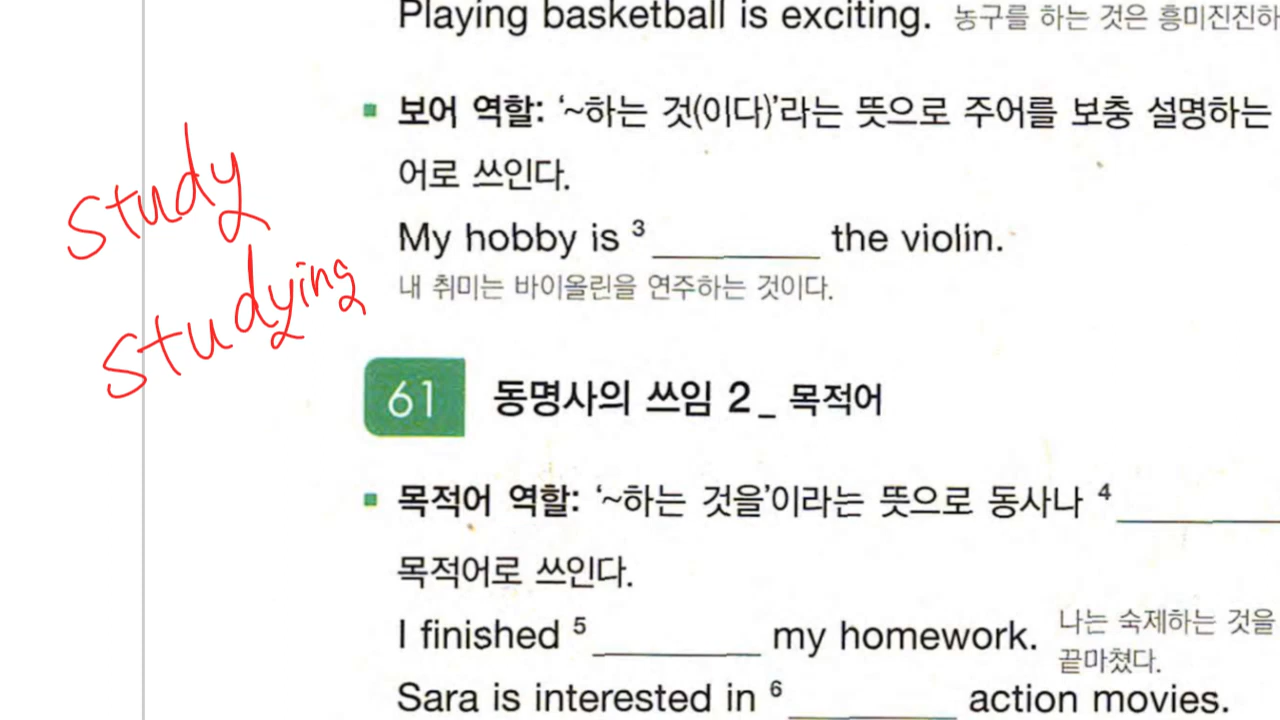 Playing basketball is exciting. 농구를 하는 것은 흥미진진하
보어 역할: ‘~하는 것(이다)’라는 뜻으로 주어를 보충 설명하는
어로 쓰인다.
study
My hobby is 3 ________ the violin.
studying
내 취미는 바이올린을 연주하는 것이다.
61 동명사의 쓰임 2_ 목적어
목적어 역할: ‘~하는 것을’이라는 뜻으로 동사나 4 ________
목적어로 쓰인다.
I finished 5 ________ my homework. 나는 숙제하는 것을
끝마쳤다.
Sara is interested in 6 ________ action movies.